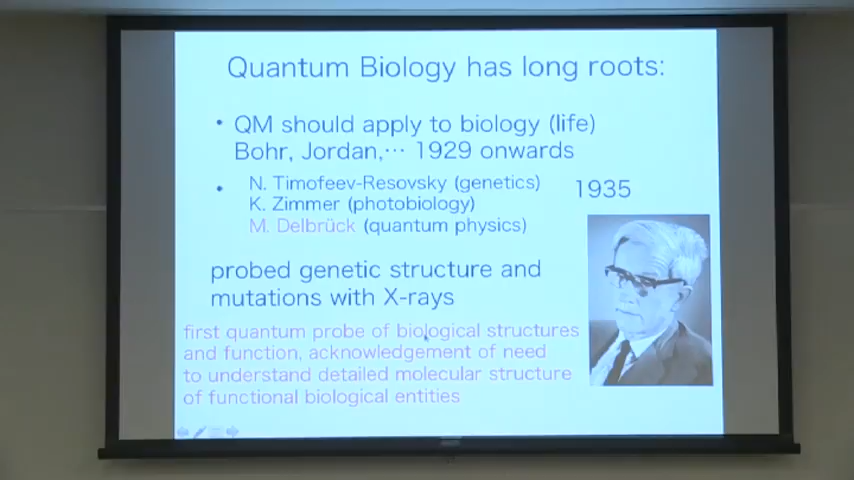 Quantum Biology has long roots:
• QM should apply to biology (life)
Bohr, Jordan,… 1929 onwards
• N. Timofeev-Resovsky (genetics) 1935
K. Zimmer (photobiology)
M. Delbrück (quantum physics)
probed genetic structure and
mutations with X-rays
first quantum probe of biological structures
and function, acknowledgement of need
to understand detailed molecular structure
of functional biological entities